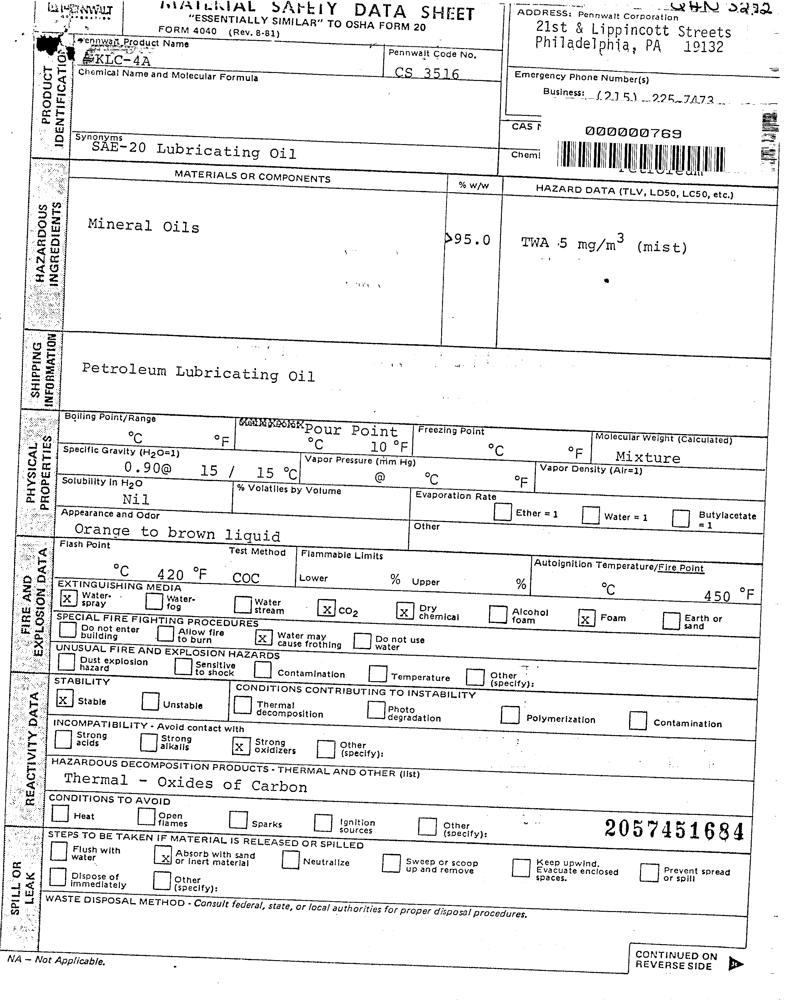 PENNWALT
MATERIAL SAFETY DATA SHEET
"ESSENTIALLY SIMILAR" TO OSHA FORM 20
FORM 4040 (Rev. 8-81)
ADDRESS: Pennwalt Corporation
21st & Lippincott Streets
Philadelphia, PA 19132
PRODUCT IDENTIFICATION
Pennwalt Product Name
KLC-4A
Pennwalt Code No.
CS 3516
Emergency Phone Number(s)
Business: (215) 225-7473
Chemical Name and Molecular Formula
CAS
000000769
Synonyms
SAE-20 Lubricating Oil
Chemi
Petroleum
HAZARDOUS INGREDIENTS
MATERIALS OR COMPONENTS
% w/w
HAZARD DATA (TLV, LD50, LC50, etc.)
Mineral Oils
>95.0
TWA 5 mg/m³ (mist)
SHIPPING INFORMATION
Petroleum Lubricating Oil
PHYSICAL PROPERTIES
Boiling Point/Range
°C °F
Pour Point
°C 10 °F
Freezing Point
°C °F
Molecular Weight (Calculated)
Mixture
Specific Gravity (H₂O=1)
0.90@ 15 / 15 °C
Vapor Pressure (mm Hg)
@ °C °F
Vapor Density (Air=1)
Solubility in H₂O
Nil
% Volatiles by Volume
Evaporation Rate
Ether = 1
Water = 1
Butylacetate = 1
Appearance and Odor
Orange to brown liquid
Other
FIRE AND EXPLOSION DATA
Flash Point
Test Method
°C 420 °F COC
Flammable Limits
Lower % Upper %
Autoignition Temperature/Fire Point
°C 450 °F
EXTINGUISHING MEDIA
X Water-spray
Water-fog
Water stream
X CO2
X Dry chemical
Alcohol foam
X Foam
Earth or sand
SPECIAL FIRE FIGHTING PROCEDURES
Do not enter building
Allow fire to burn
X Water may cause frothing
Do not use water
UNUSUAL FIRE AND EXPLOSION HAZARDS
Dust explosion hazard
Sensitive to shock
Contamination
Temperature
Other (specify):
REACTIVITY DATA
STABILITY
X Stable
Unstable
CONDITIONS CONTRIBUTING TO INSTABILITY
Thermal decomposition
Photo degradation
Polymerization
Contamination
INCOMPATIBILITY - Avoid contact with
Strong acids
Strong alkalis
X Strong oxidizers
Other (specify):
HAZARDOUS DECOMPOSITION PRODUCTS - THERMAL AND OTHER (list)
Thermal - Oxides of Carbon
CONDITIONS TO AVOID
Heat
Open flames
Sparks
Ignition sources
Other (specify):
2057451684
SPILL OR LEAK
STEPS TO BE TAKEN IF MATERIAL IS RELEASED OR SPILLED
Flush with water
X Absorb with sand or inert material
Neutralize
Sweep or scoop up and remove
Keep upwind. Evacuate enclosed spaces.
Prevent spread or spill
Dispose of immediately
Other (specify):
WASTE DISPOSAL METHOD - Consult federal, state, or local authorities for proper disposal procedures.
NA — Not Applicable.
CONTINUED ON
REVERSE SIDE